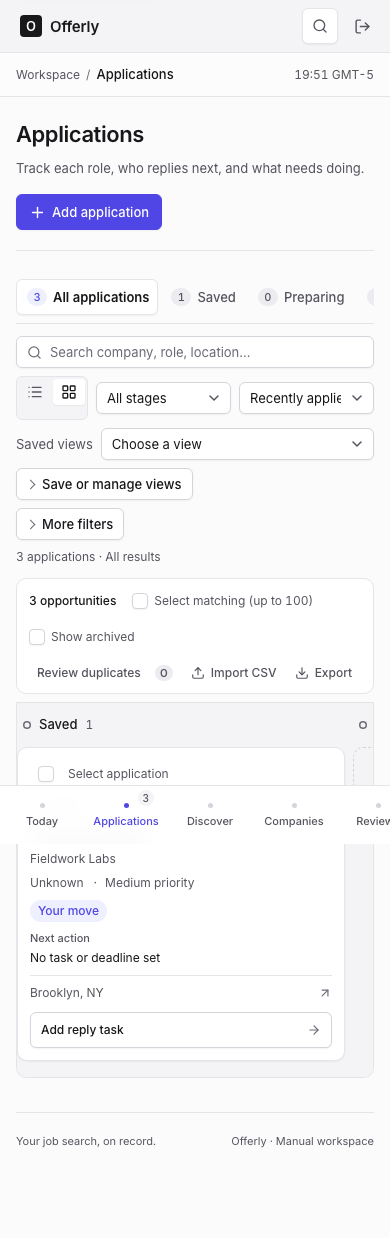 O Offerly
Workspace / Applications 19:51 GMT-5
Applications
Track each role, who replies next, and what needs doing.
Add application
3 All applications 1 Saved 0 Preparing
Search company, role, location...
All stages Recently applie
Saved views Choose a view
Save or manage views
More filters
3 applications · All results
3 opportunities Select matching (up to 100)
Show archived
Review duplicates 0 Import CSV Export
Saved 1
Select application
3
Today Applications Discover Companies Review
Fieldwork Labs
Unknown · Medium priority
Your move
Next action
No task or deadline set
Brooklyn, NY
Add reply task
Your job search, on record. Offerly · Manual workspace